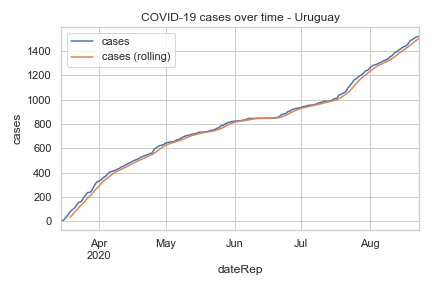 COVID-19 cases over time - Uruguay
cases
cases (rolling)
1400
1200
1000
800
600
400
200
0
cases
Apr
2020
May
Jun
Jul
Aug
dateRep